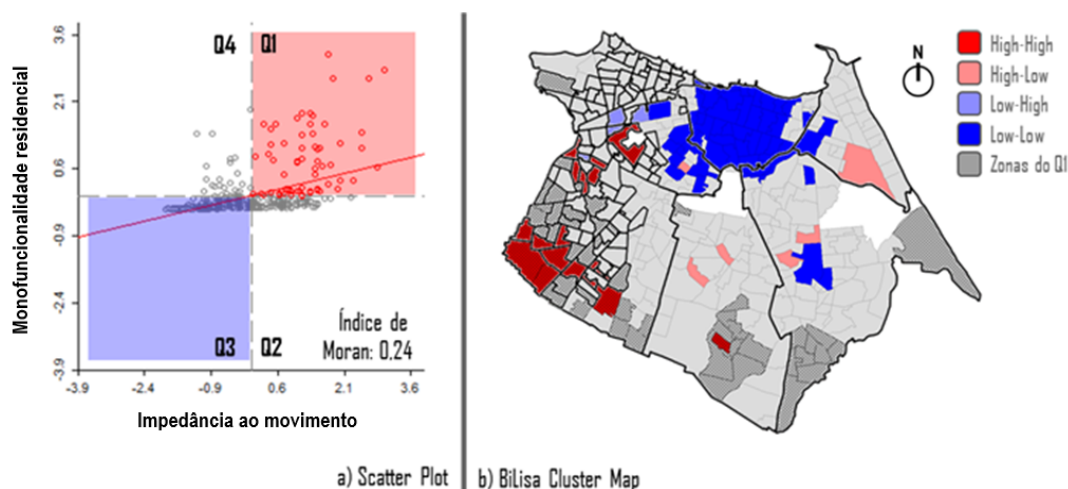 Monofuncionalidade residencial
3.6
2.1
0.6
-0.9
-2.4
-3.9
Q4
Q1
Q3
Q2
Índice de
Moran: 0,24
-3.9
-2.4
-0.9
0.6
2.1
3.6
Impedância ao movimento
a) Scatter Plot
N
High-High
High-Low
Low-High
Low-Low
Zonas do Q1
b) BiLisa Cluster Map